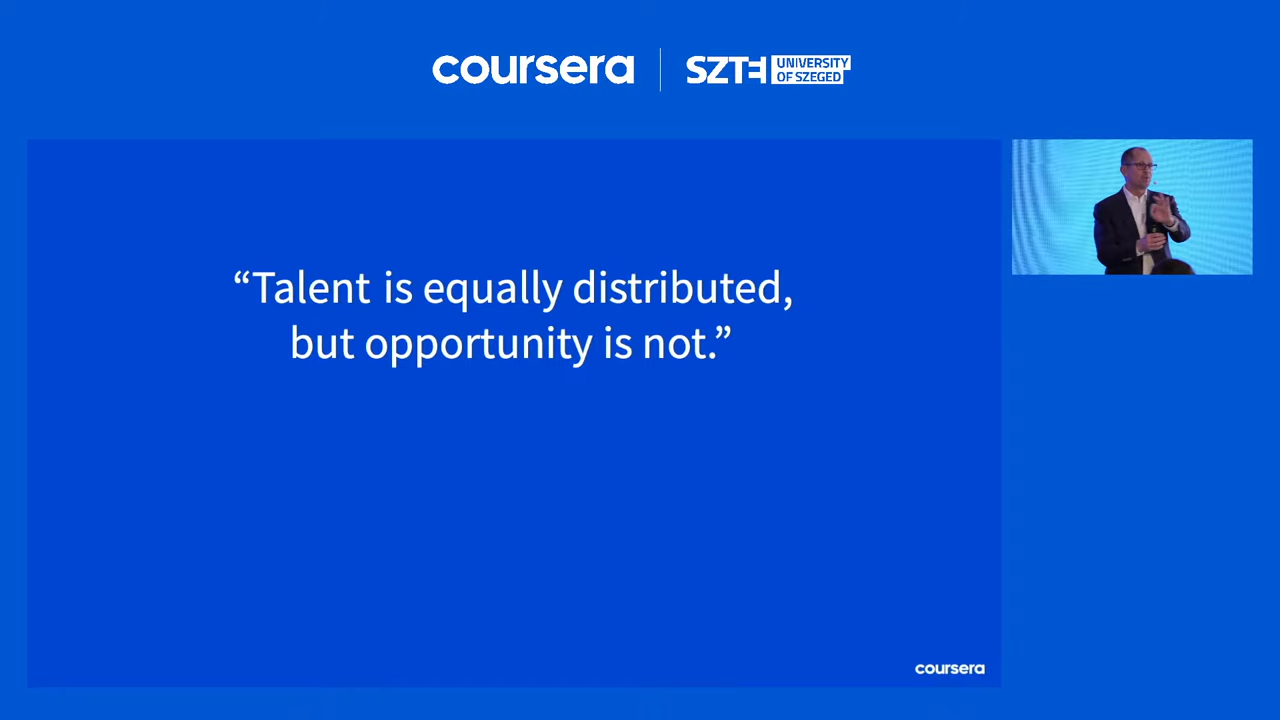 coursera
SZTE UNIVERSITY
OF SZEGED
“Talent is equally distributed,
but opportunity is not.”
coursera